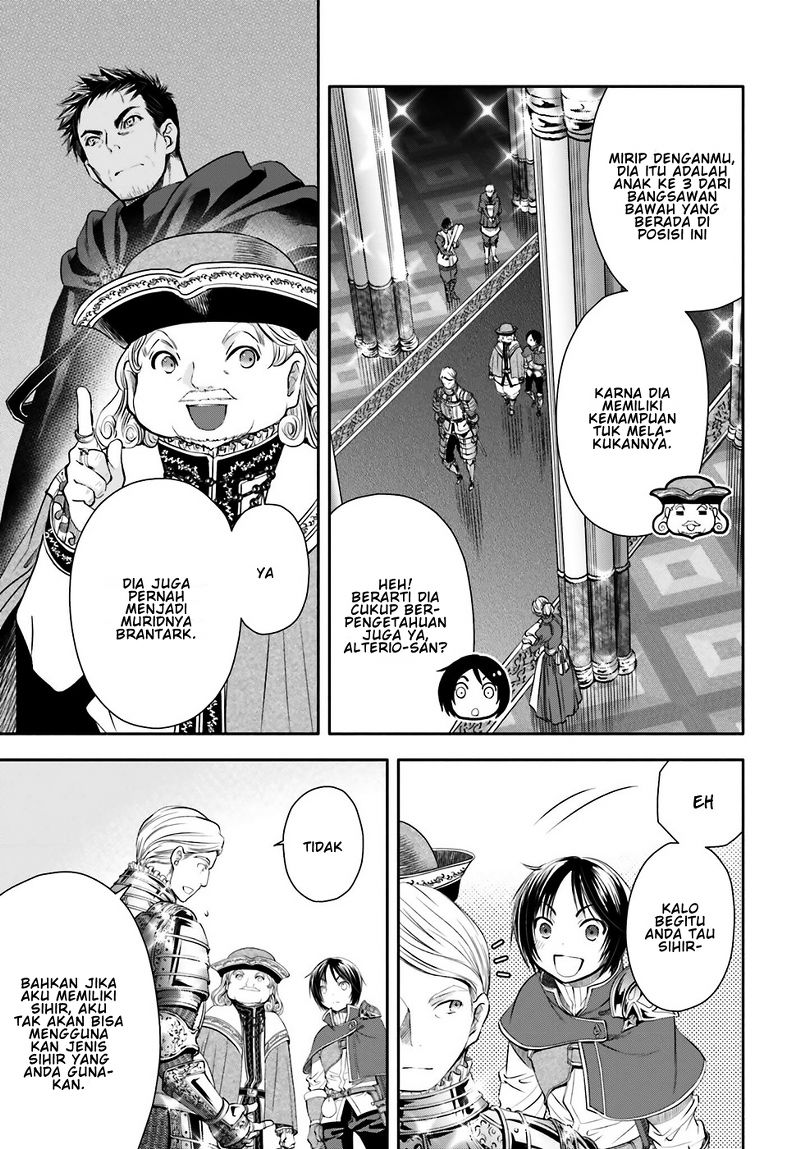 MIRIP DENGANMU,
DIA ITU ADALAH
ANAK KE 3 DARI
BANGSAWAN
BAWAH YANG
BERADA DI
POSISI INI
KARNA DIA
MEMILIKI
KEMAMPUAN
TUK MELA-
KUKANNYA.
HEH!
BERARTI DIA
CUKUP BER-
PENGETAHUAN
JUGA YA,
ALTERIO-SAN?
YA
DIA JUGA
PERNAH
MENJADI
MURIDNYA
BRANTARK.
EH
KALO
BEGITU
ANDA TAU
SIHIR-
TIDAK
BAHKAN JIKA
AKU MEMILIKI
SIHIR, AKU
TAK AKAN BISA
MENGGUNA
KAN JENIS
SIHIR YANG
ANDA GUNA-
KAN.